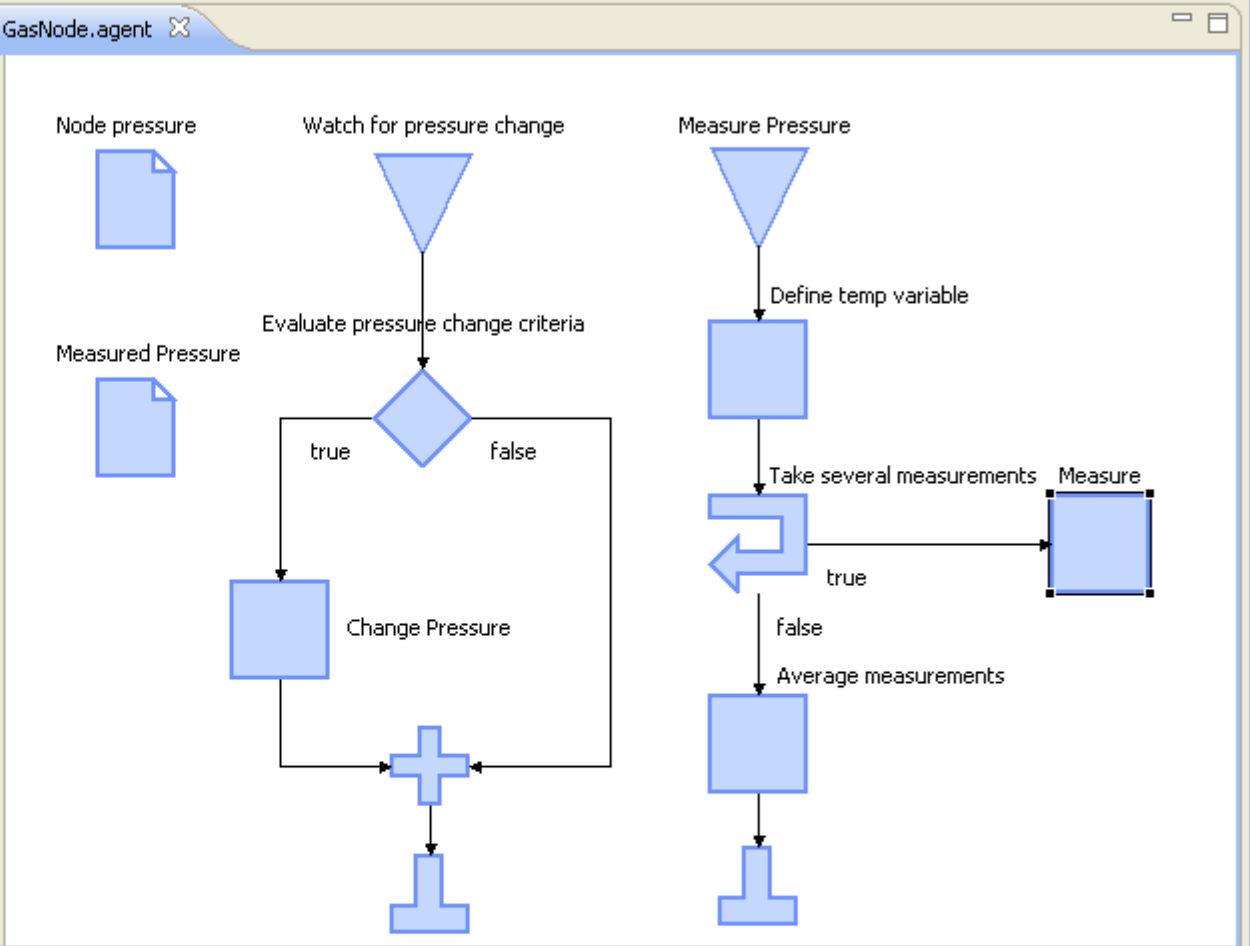 GasNode.agent
Node pressure
Watch for pressure change
Measure Pressure
Define temp variable
Evaluate pressure change criteria
Measured Pressure
true
false
Take several measurements
Measure
true
Change Pressure
false
Average measurements